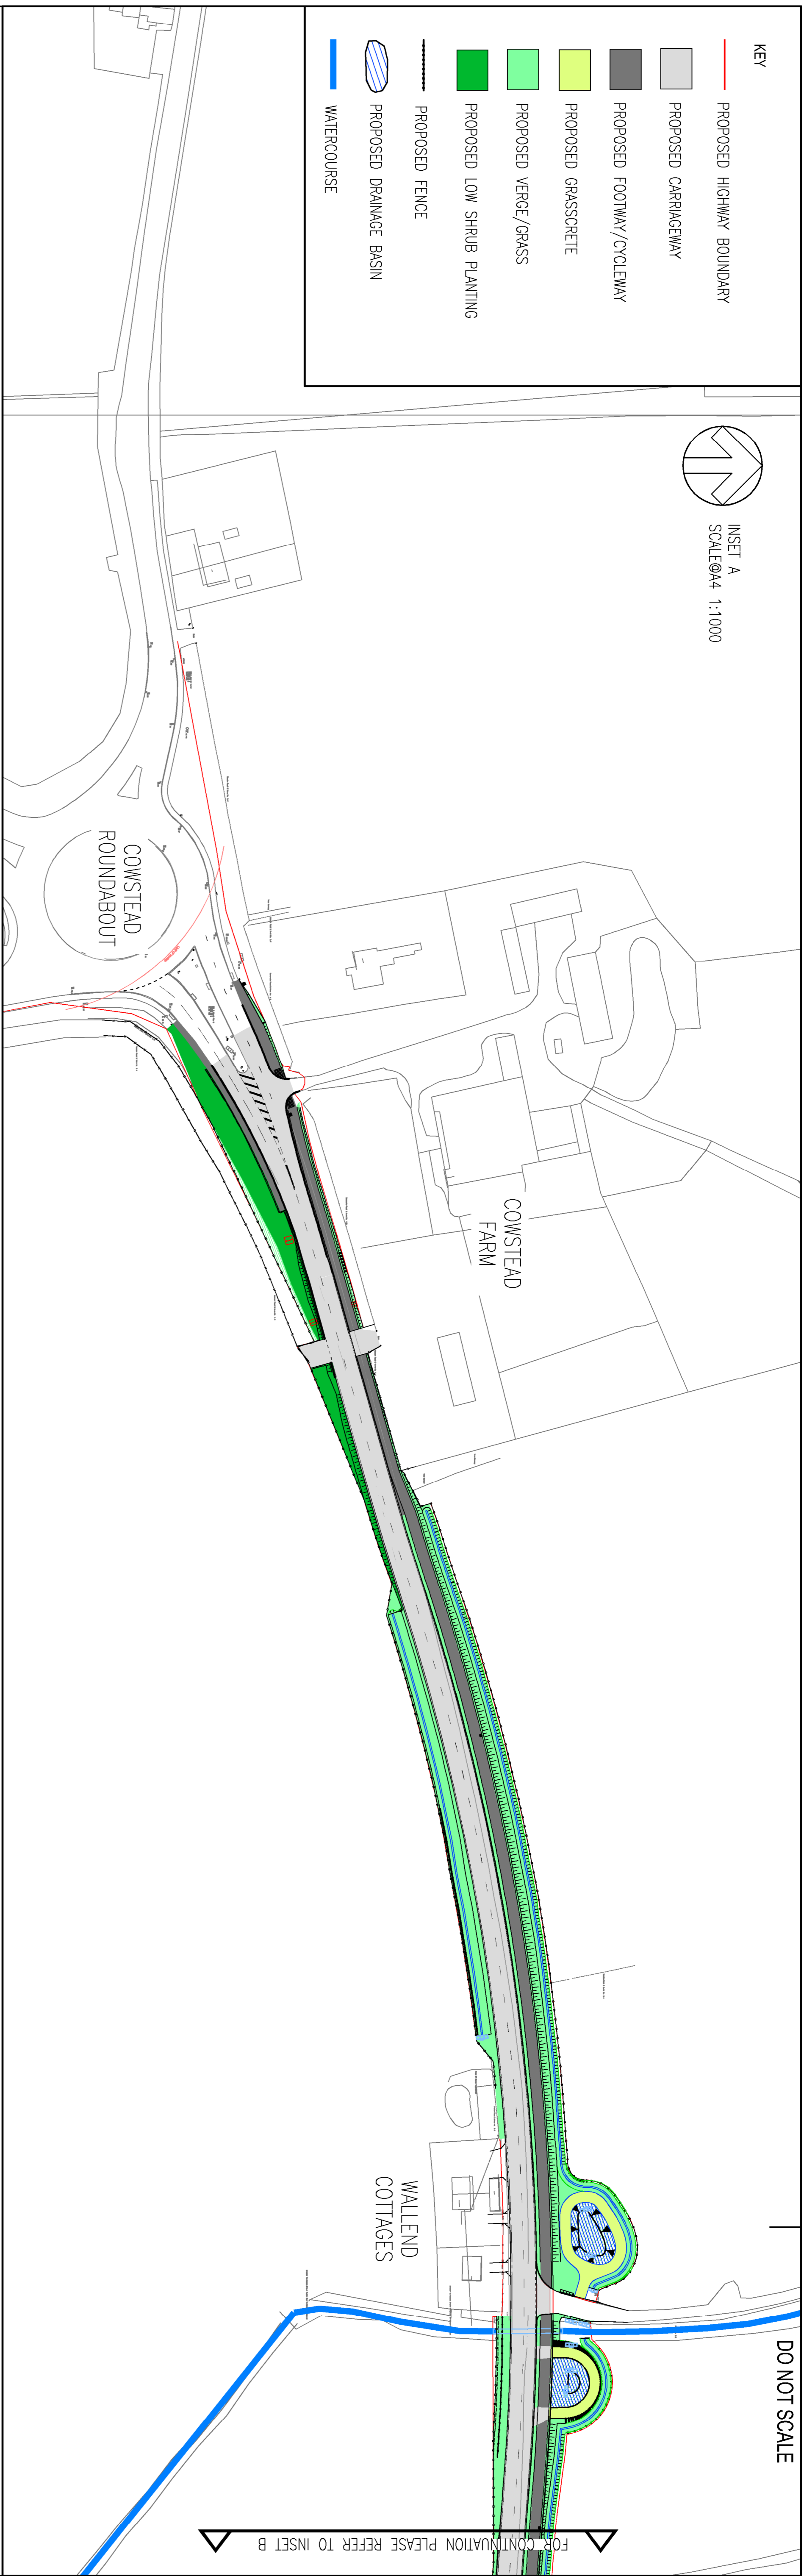 KEY
PROPOSED HIGHWAY BOUNDARY
PROPOSED CARRIAGEWAY
PROPOSED FOOTWAY/CYCLEWAY
PROPOSED GRASSCRETE
PROPOSED VERGE/GRASS
PROPOSED LOW SHRUB PLANTING
PROPOSED FENCE
PROPOSED DRAINAGE BASIN
WATERCOURSE
INSET A
SCALE@A4 1:1000
COWSTEAD
ROUNDABOUT
COWSTEAD
FARM
WALLEND
COTTAGES
DO NOT SCALE
FOR CONTINUATION PLEASE REFER TO INSET B